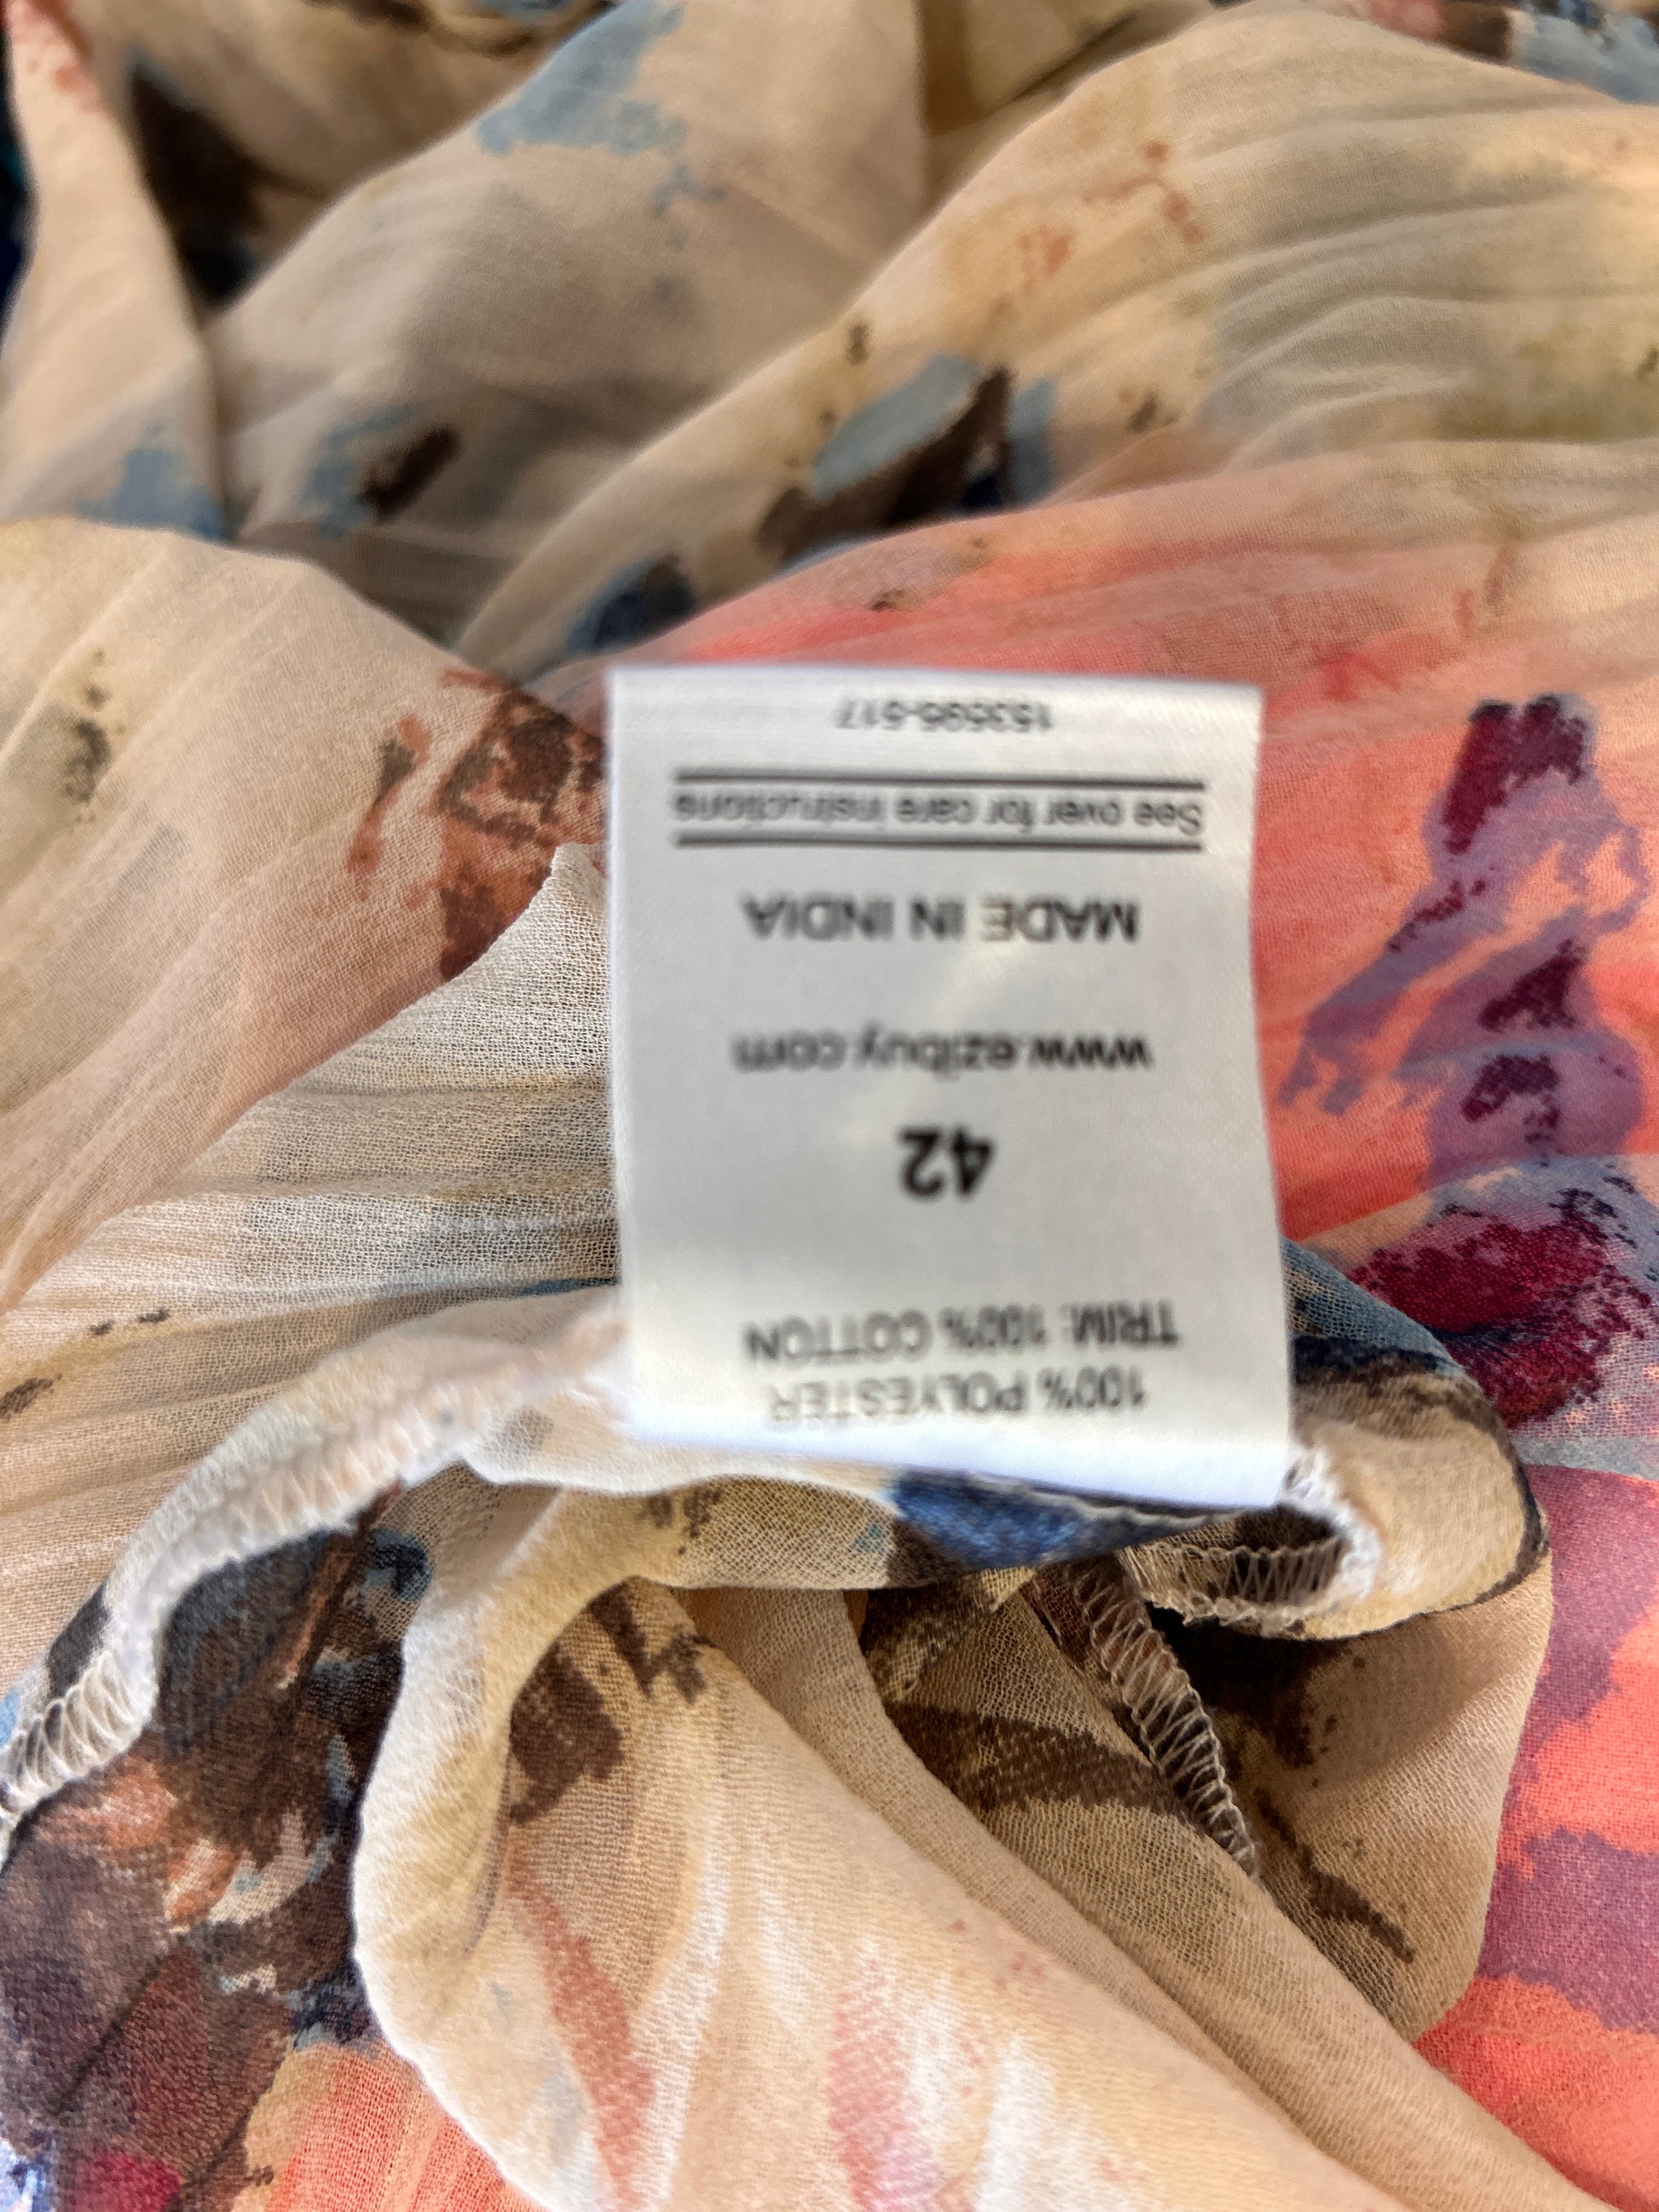 100% POLYESTER
TRIM: 100% COTTON
42
www.ezibuy.com
MADE IN INDIA
See over for care instructions
153595-517